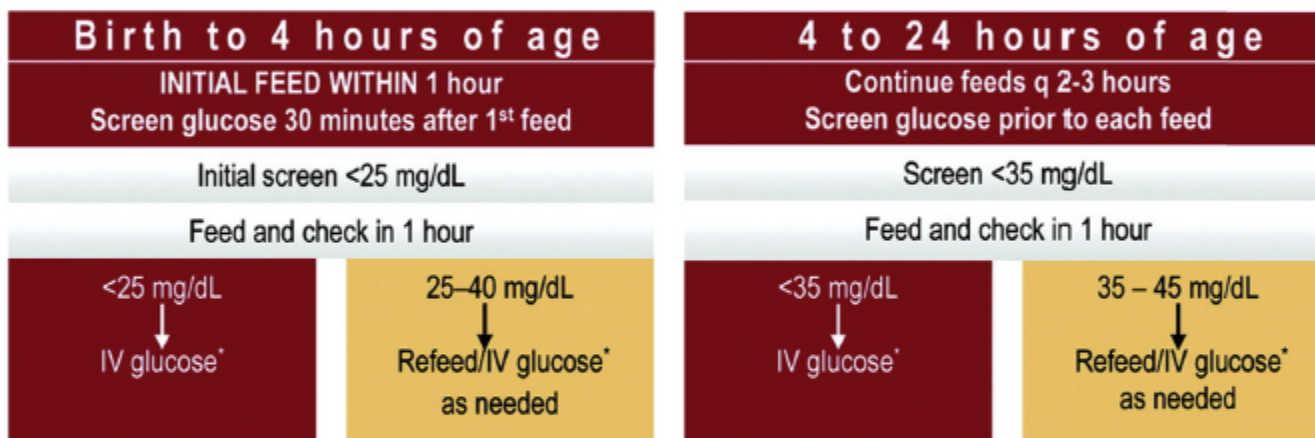 Birth to 4 hours of age
INITIAL FEED WITHIN 1 hour
Screen glucose 30 minutes after 1st feed
Initial screen <25 mg/dL
Feed and check in 1 hour
<25 mg/dL
IV glucose*
25–40 mg/dL
Refeed/IV glucose*
as needed
4 to 24 hours of age
Continue feeds q 2-3 hours
Screen glucose prior to each feed
Screen <35 mg/dL
Feed and check in 1 hour
<35 mg/dL
IV glucose*
35 – 45 mg/dL
Refeed/IV glucose*
as needed